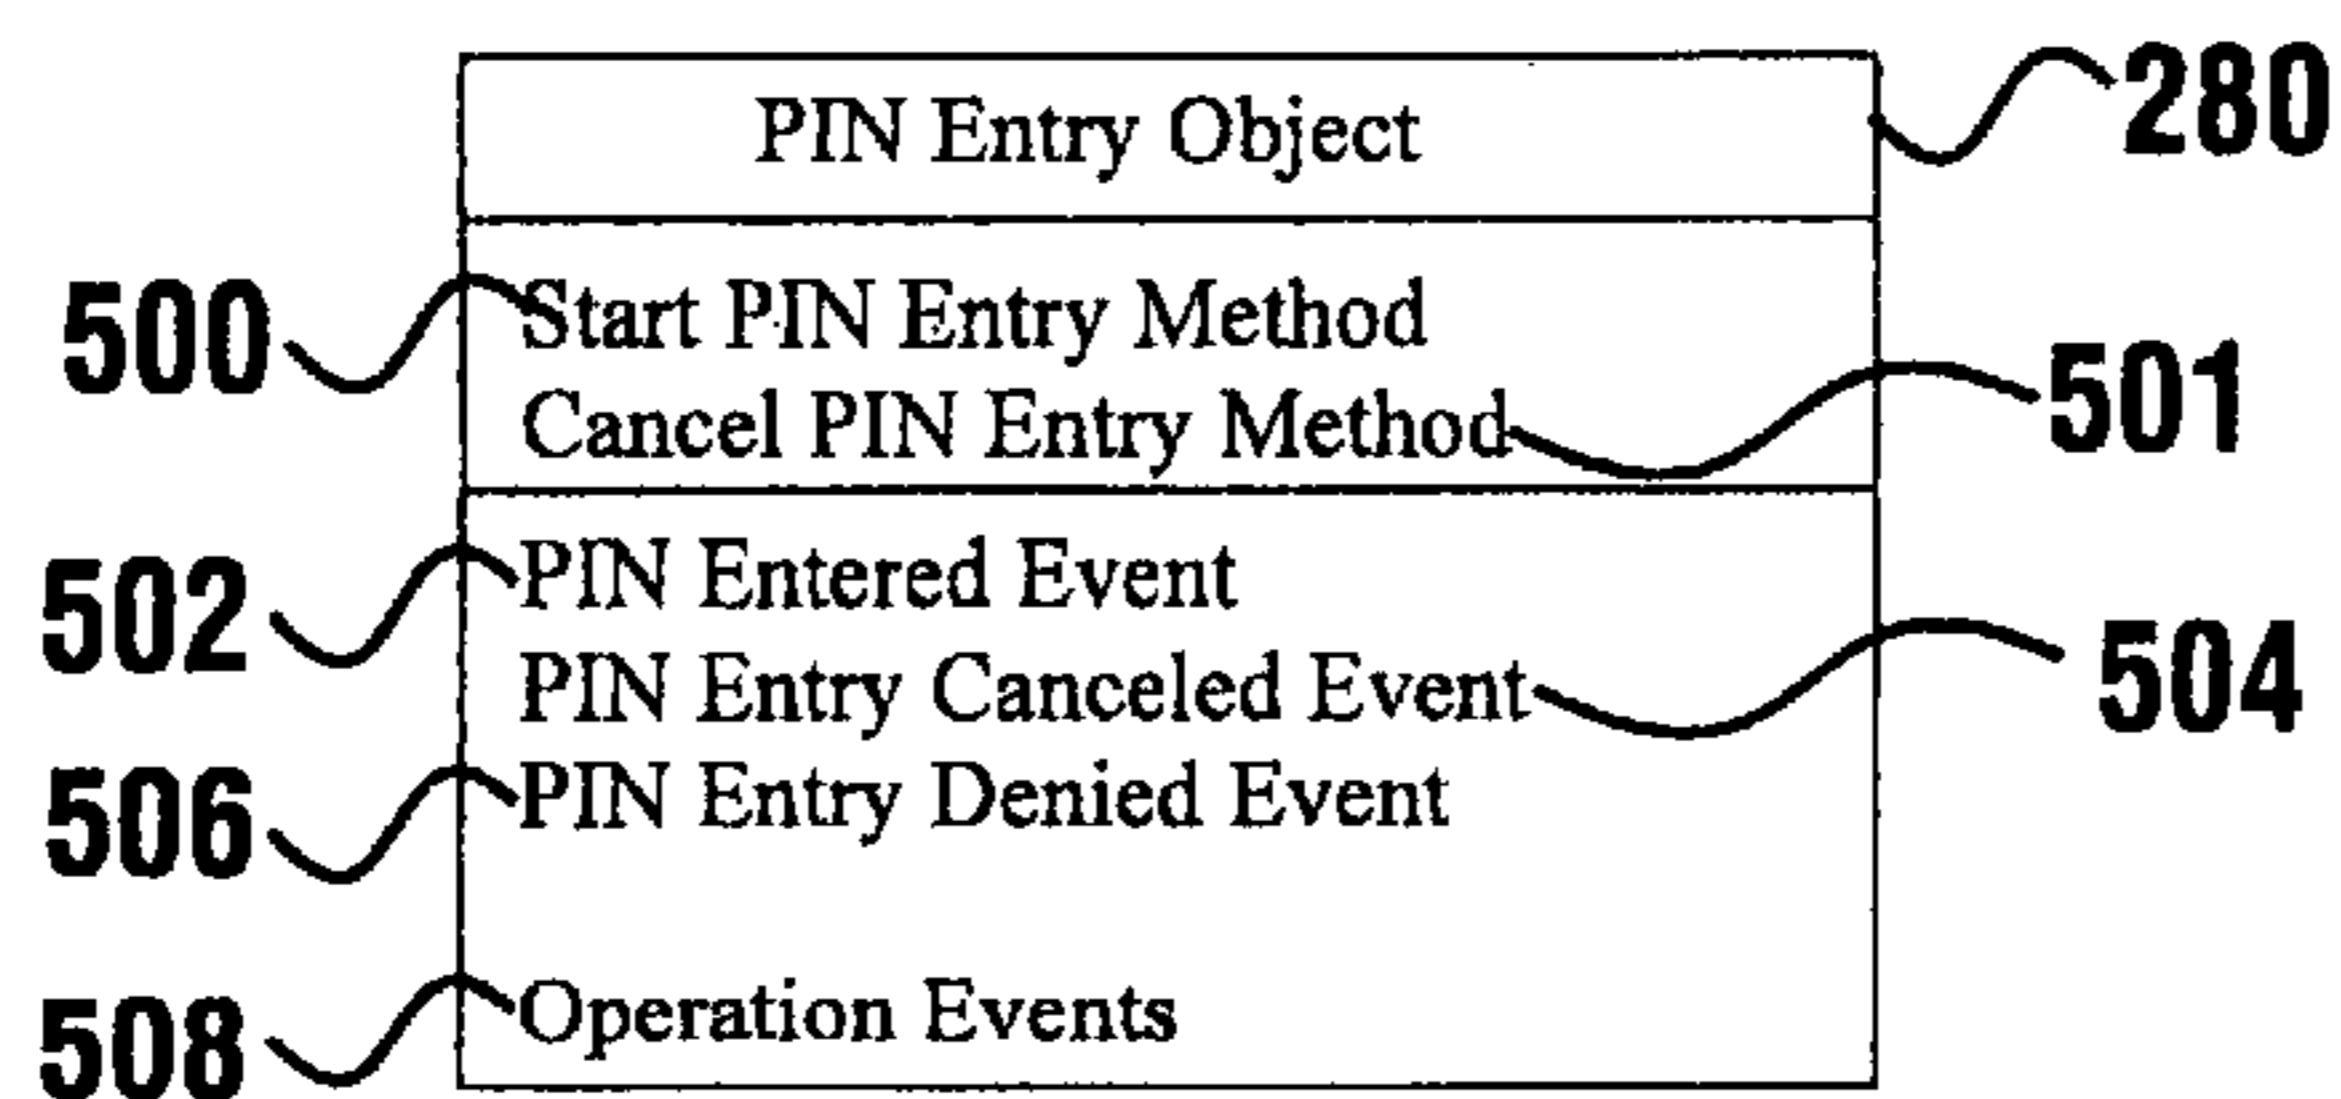 PIN Entry Object 280
500 Start PIN Entry Method
Cancel PIN Entry Method 501
502 PIN Entered Event
PIN Entry Canceled Event 504
506 PIN Entry Denied Event
508 Operation Events